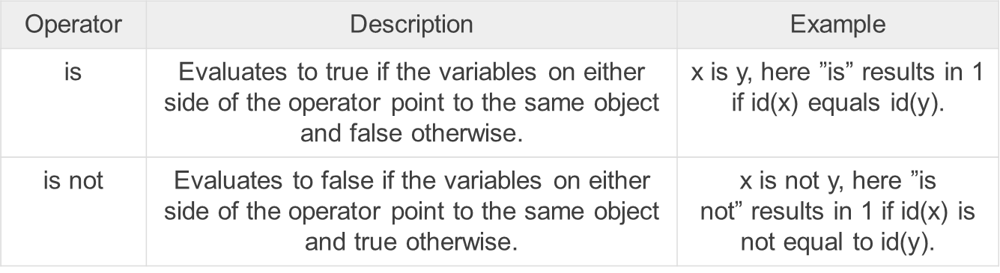 Operator Description Example
is
Evaluates to true if the variables on either
side of the operator point to the same object
and false otherwise.
x is y, here ”is” results in 1
if id(x) equals id(y).
is not
Evaluates to false if the variables on either
side of the operator point to the same object
and true otherwise.
x is not y, here ”is
not” results in 1 if id(x) is
not equal to id(y).